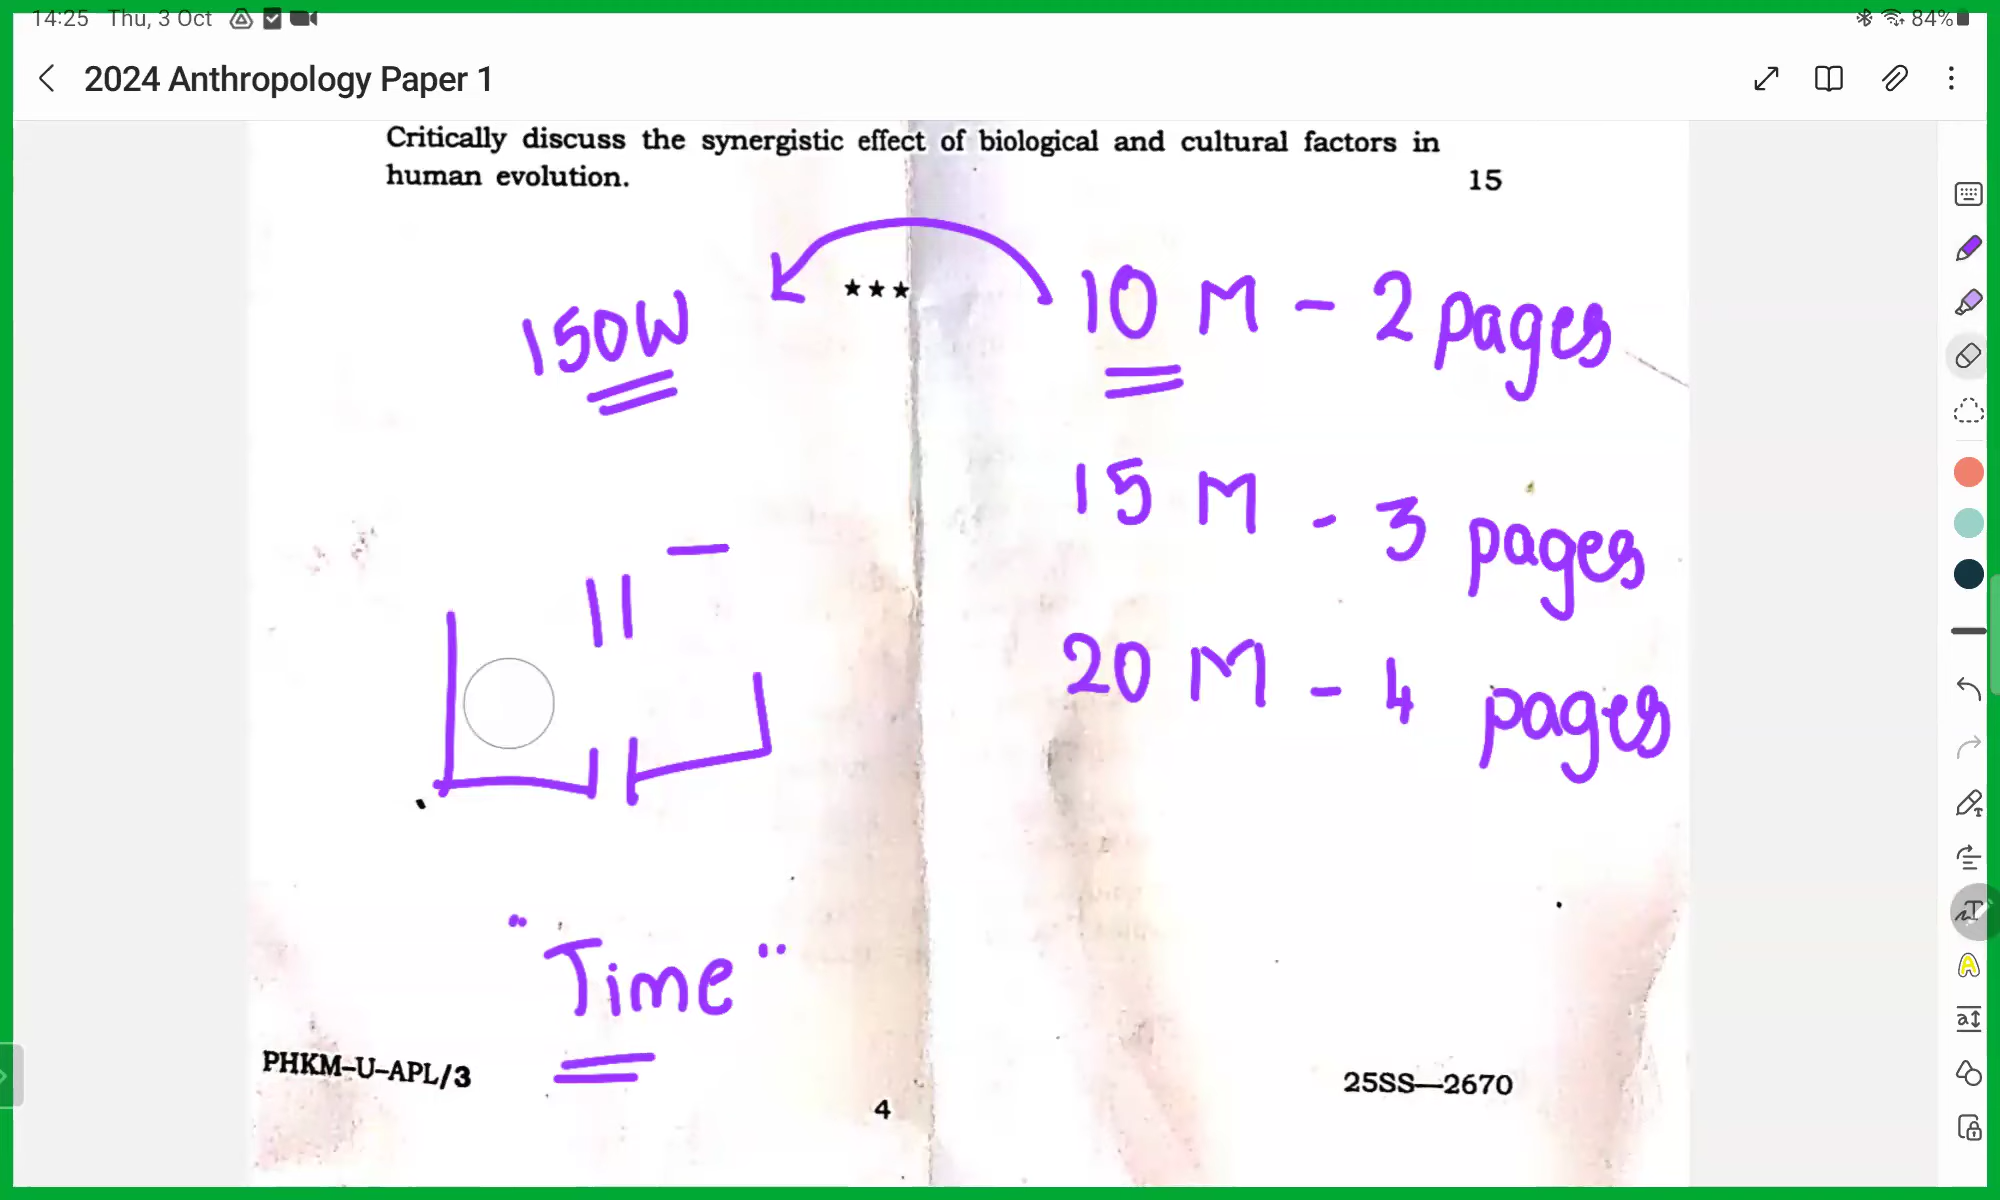 14:25 Thu, 3 Oct 84%
2024 Anthropology Paper 1
Critically discuss the synergistic effect of biological and cultural factors in
human evolution. 15
★★★
150W
10 M - 2 pages
15 M - 3 pages
20 M - 4 pages
"Time"
PHKM-U-APL/3
25SS—2670
4